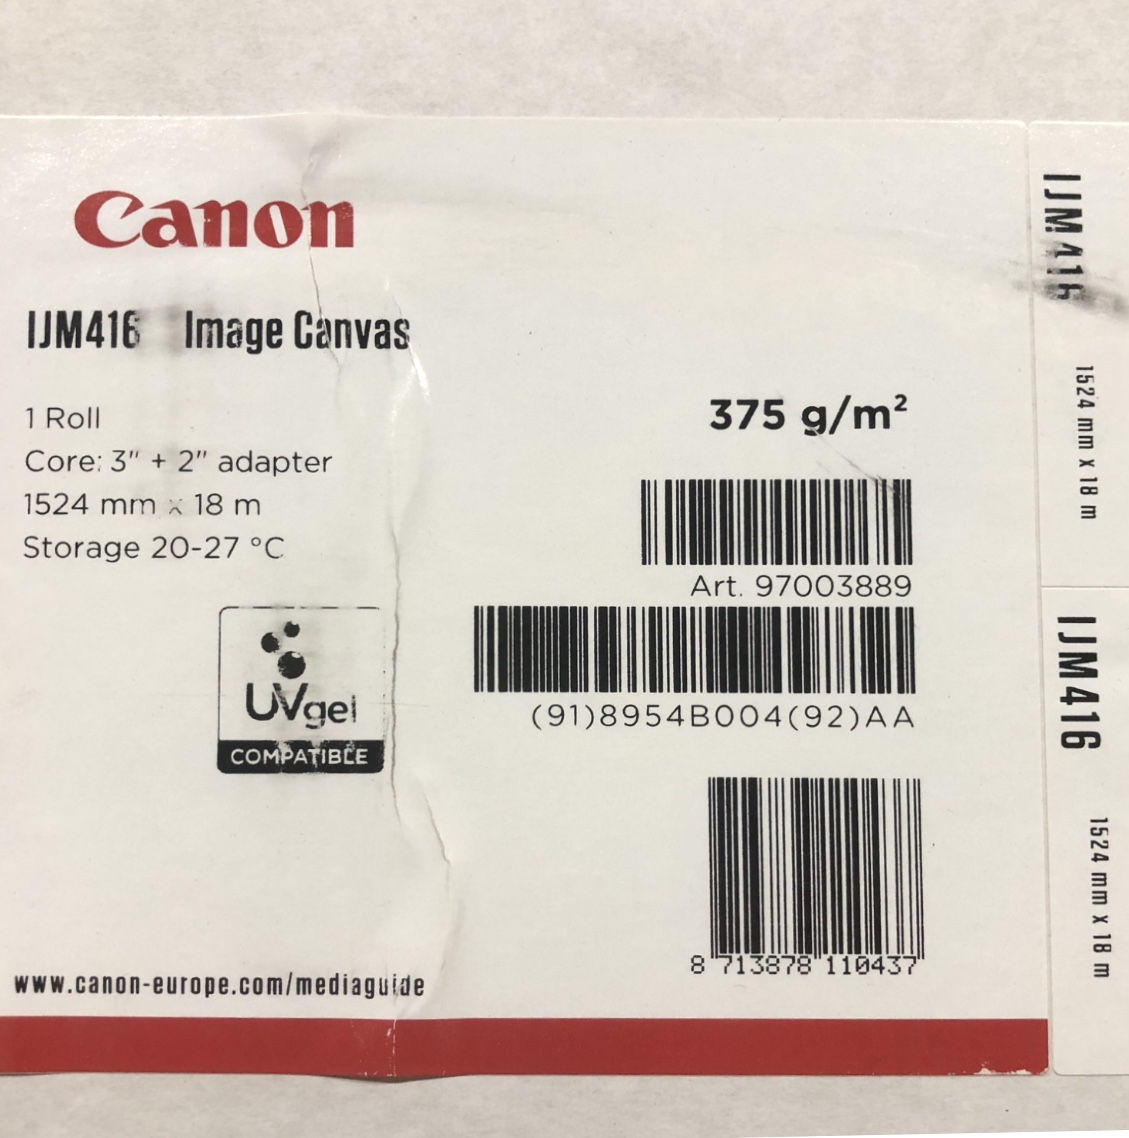 Canon
IJM416 Image Canvas
1 Roll
Core: 3" + 2" adapter
1524 mm x 18 m
Storage 20-27 °C
375 g/m²
Art. 97003889
(91)8954B004(92)AA
UVgel
COMPATIBLE
8 713878 110437
www.canon-europe.com/mediaguide
IJM416
1524 mm x 18 m
IJM416
1524 mm x 18 m